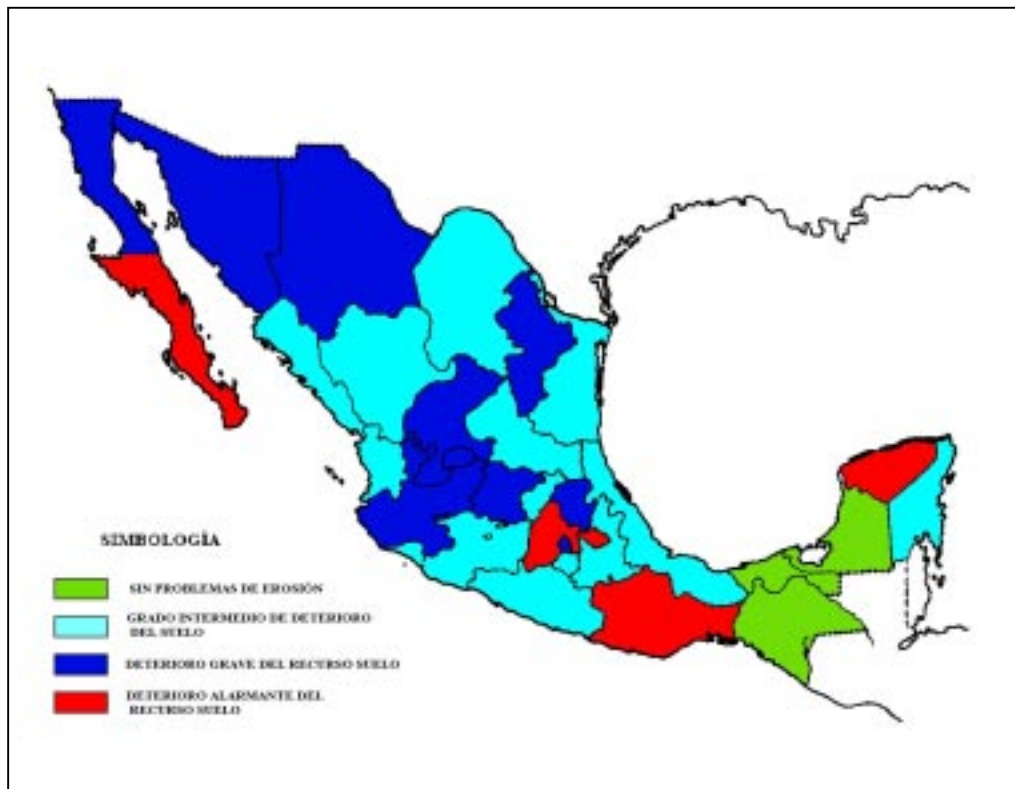 SIMBOLOGÌA
SIN PROBLEMAS DE EROSIÓN
GRADO INTERMEDIO DE DETERIORO
DEL SUELO
DETERIORO GRAVE DEL RECURSO SUELO
DETERIORO ALARMANTE DEL
RECURSO SUELO